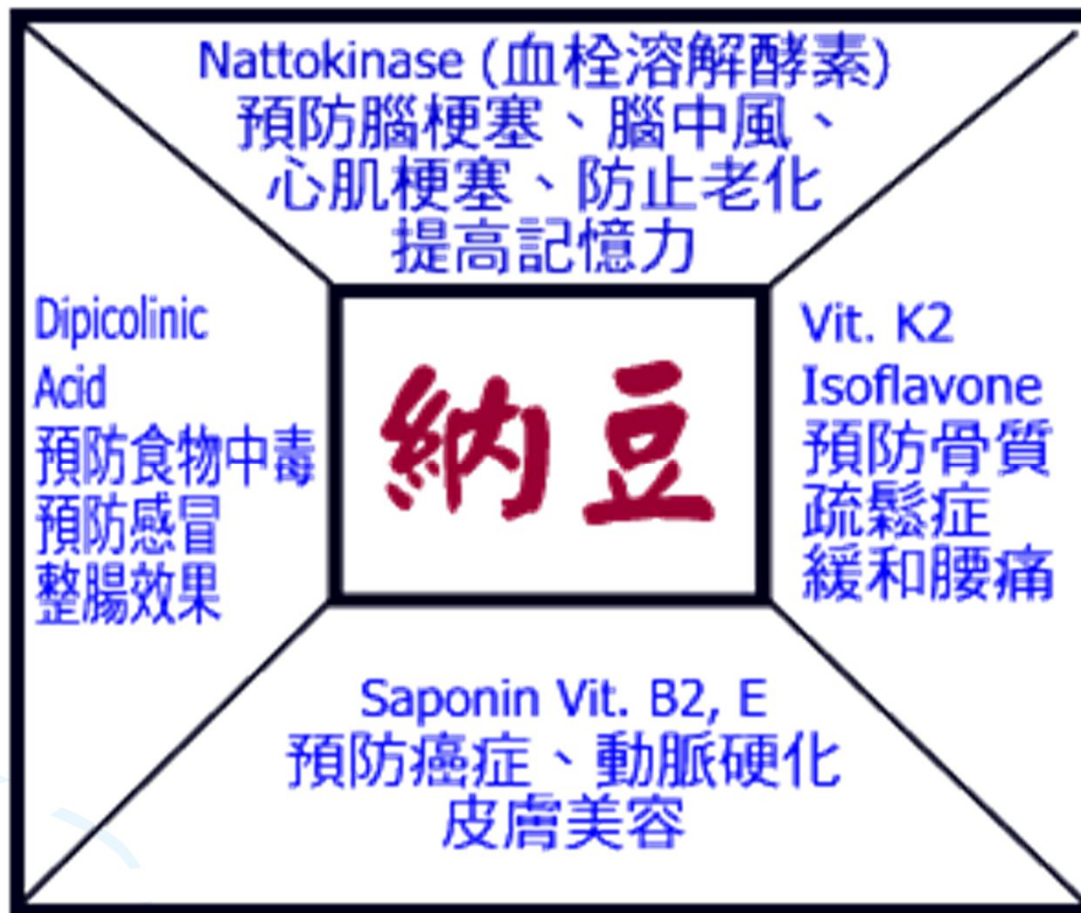 Nattokinase (血栓溶解酵素)
預防腦梗塞、腦中風、
心肌梗塞、防止老化
提高記憶力
Dipicolinic
Acid
預防食物中毒
預防感冒
整腸效果
納豆
Vit. K2
Isoflavone
預防骨質
疏鬆症
緩和腰痛
Saponin Vit. B2, E
預防癌症、動脈硬化
皮膚美容